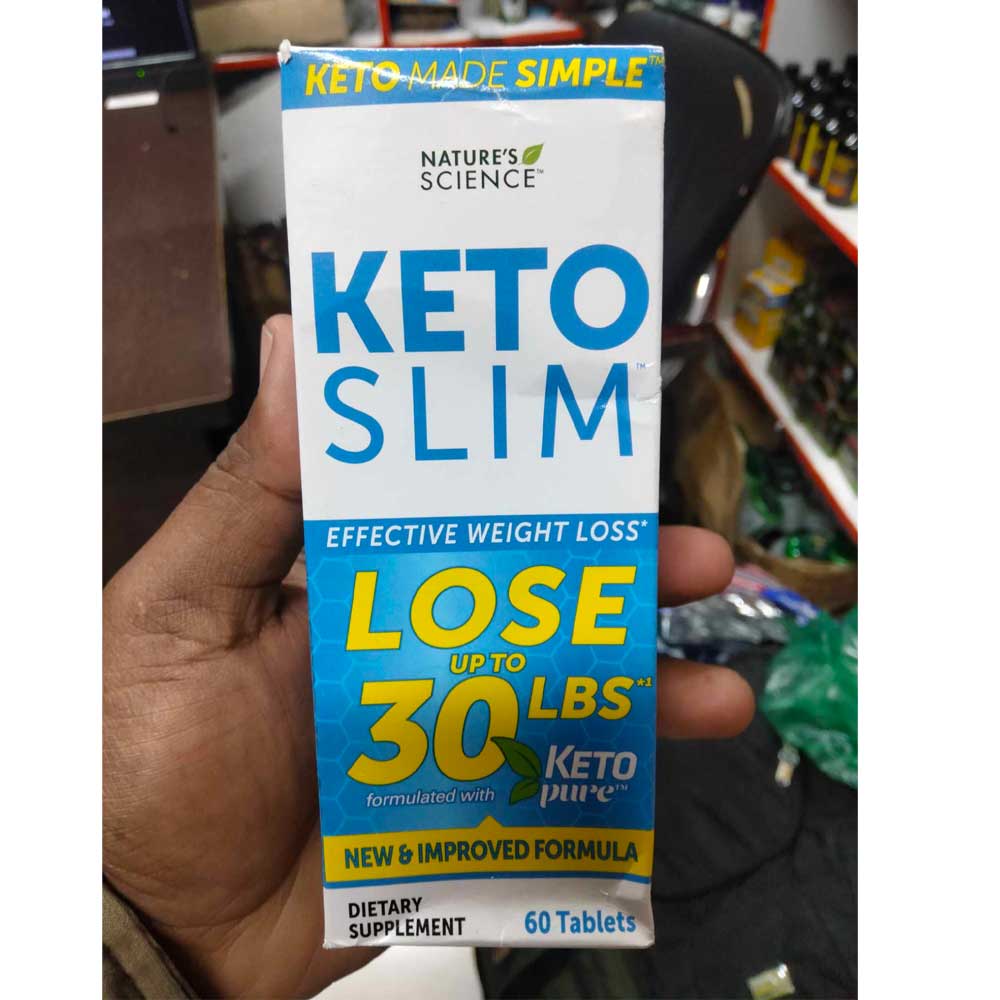 KETO MADE SIMPLE™
NATURE'S
SCIENCE™
KETO
SLIM™
EFFECTIVE WEIGHT LOSS*
LOSE
UP TO
30 LBS*1
formulated with KETO
pure™
NEW & IMPROVED FORMULA
DIETARY
SUPPLEMENT
60 Tablets